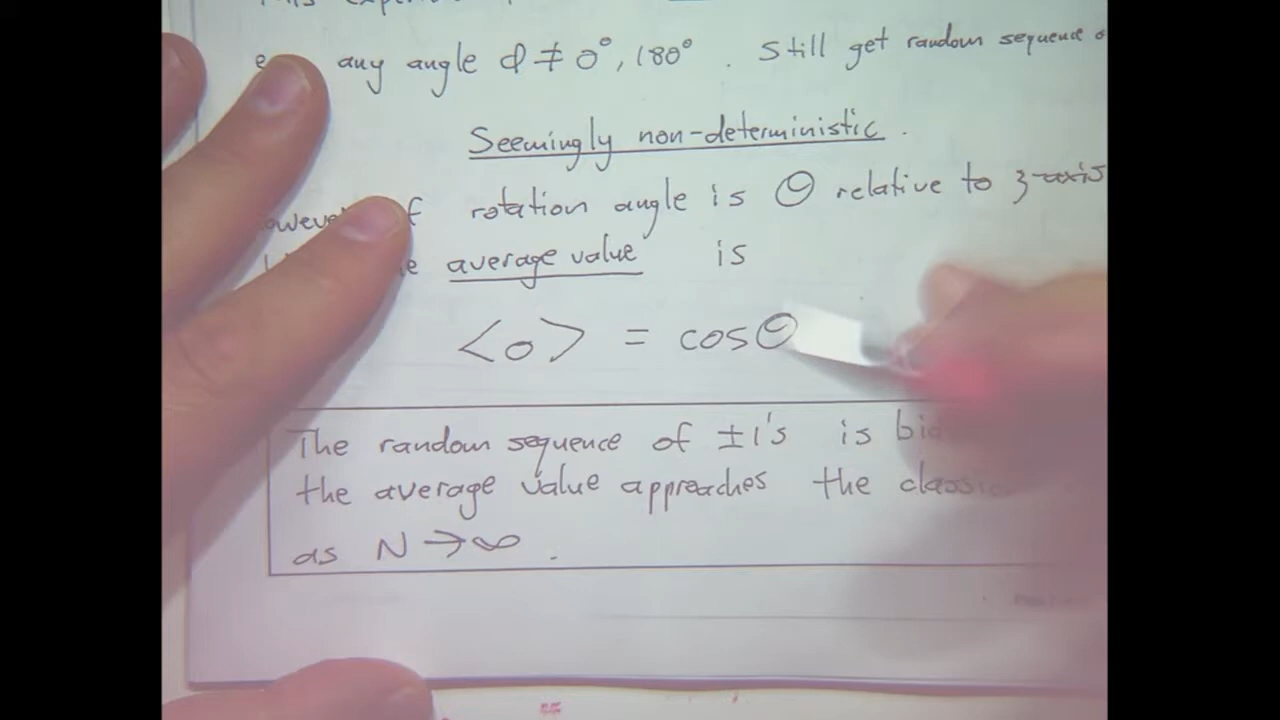 any angle φ ≠ 0°, 180°. Still get random sequence
Seemingly non-deterministic.
rotation angle is Θ relative to z-axis
average value is
<σ> = cosΘ
The random sequence of ±1's is
the average value approaches the
as N→∞.